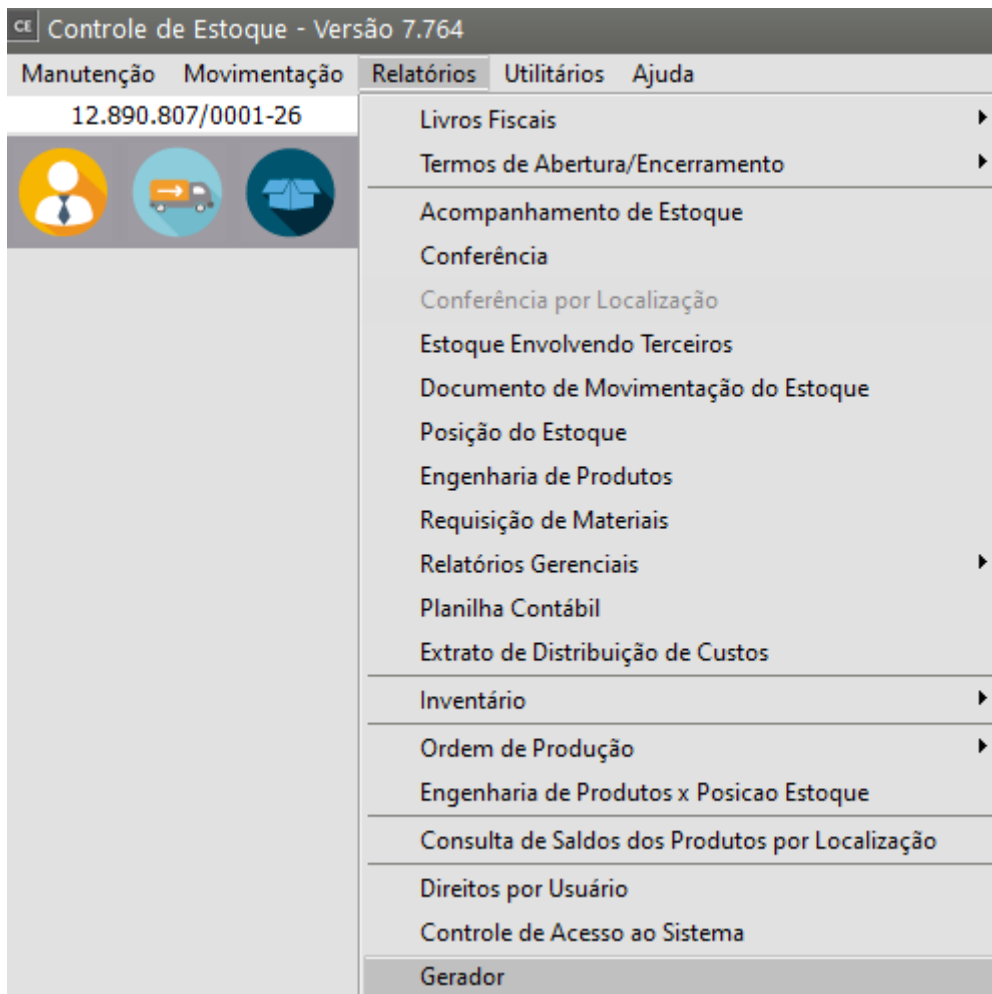 CE Controle de Estoque - Versão 7.764
Manutenção Movimentação Relatórios Utilitários Ajuda
12.890.807/0001-26
Livros Fiscais
Termos de Abertura/Encerramento
Acompanhamento de Estoque
Conferência
Conferência por Localização
Estoque Envolvendo Terceiros
Documento de Movimentação do Estoque
Posição do Estoque
Engenharia de Produtos
Requisição de Materiais
Relatórios Gerenciais
Planilha Contábil
Extrato de Distribuição de Custos
Inventário
Ordem de Produção
Engenharia de Produtos x Posicao Estoque
Consulta de Saldos dos Produtos por Localização
Direitos por Usuário
Controle de Acesso ao Sistema
Gerador